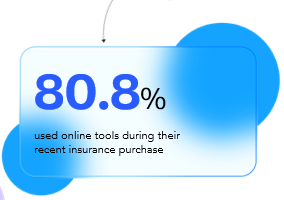 80.8%
used online tools during their
recent insurance purchase